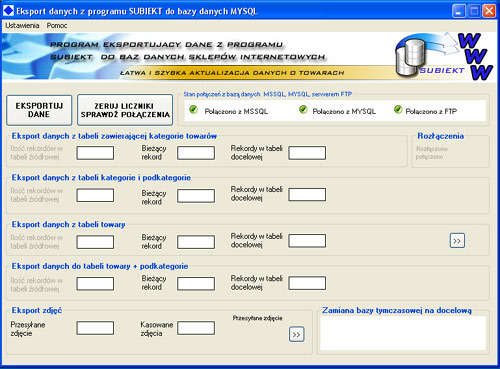 Eksport danych z programu SUBIEKT do bazy danych MYSQL
Ustawienia Pomoc
PROGRAM EKSPORTUJACY DANE Z PROGRAMU
SUBIEKT DO BAZ DANYCH SKLEPÓW INTERNETOWYCH
ŁATWA I SZYBKA AKTUALIZACJA DANYCH O TOWARACH
SUBIEKT
WWW
EKSPORTUJ DANE
ZERUJ LICZNIKI
SPRAWDŹ POŁĄCZENIA
Stan połączeń z bazą danych MSSQL, MYSQL, serwerem FTP
Połączono z MSSQL
Połączono z MYSQL
Połączono z FTP
Eksport danych z tabeli zawierającej kategorie towarów
Ilość rekordów w tabeli źródłowej
Bieżący rekord
Rekordy w tabeli docelowej
Rozłączenia
Rozłączono
połączono
Eksport danych z tabeli kategorie i podkategorie
Ilość rekordów w tabeli źródłowej
Bieżący rekord
Rekordy w tabeli docelowej
Eksport danych z tabeli towary
Ilość rekordów w tabeli źródłowej
Bieżący rekord
Rekordy w tabeli docelowej
>>
Eksport danych do tabeli towary + podkategorie
Ilość rekordów w tabeli źródłowej
Bieżący rekord
Rekordy w tabeli docelowej
Eksport zdjęć
Przesyłane zdjęcie
Kasowane zdjęcia
Przesyłane zdjęcie
>>
Zamiana bazy tymczasowej na docelową